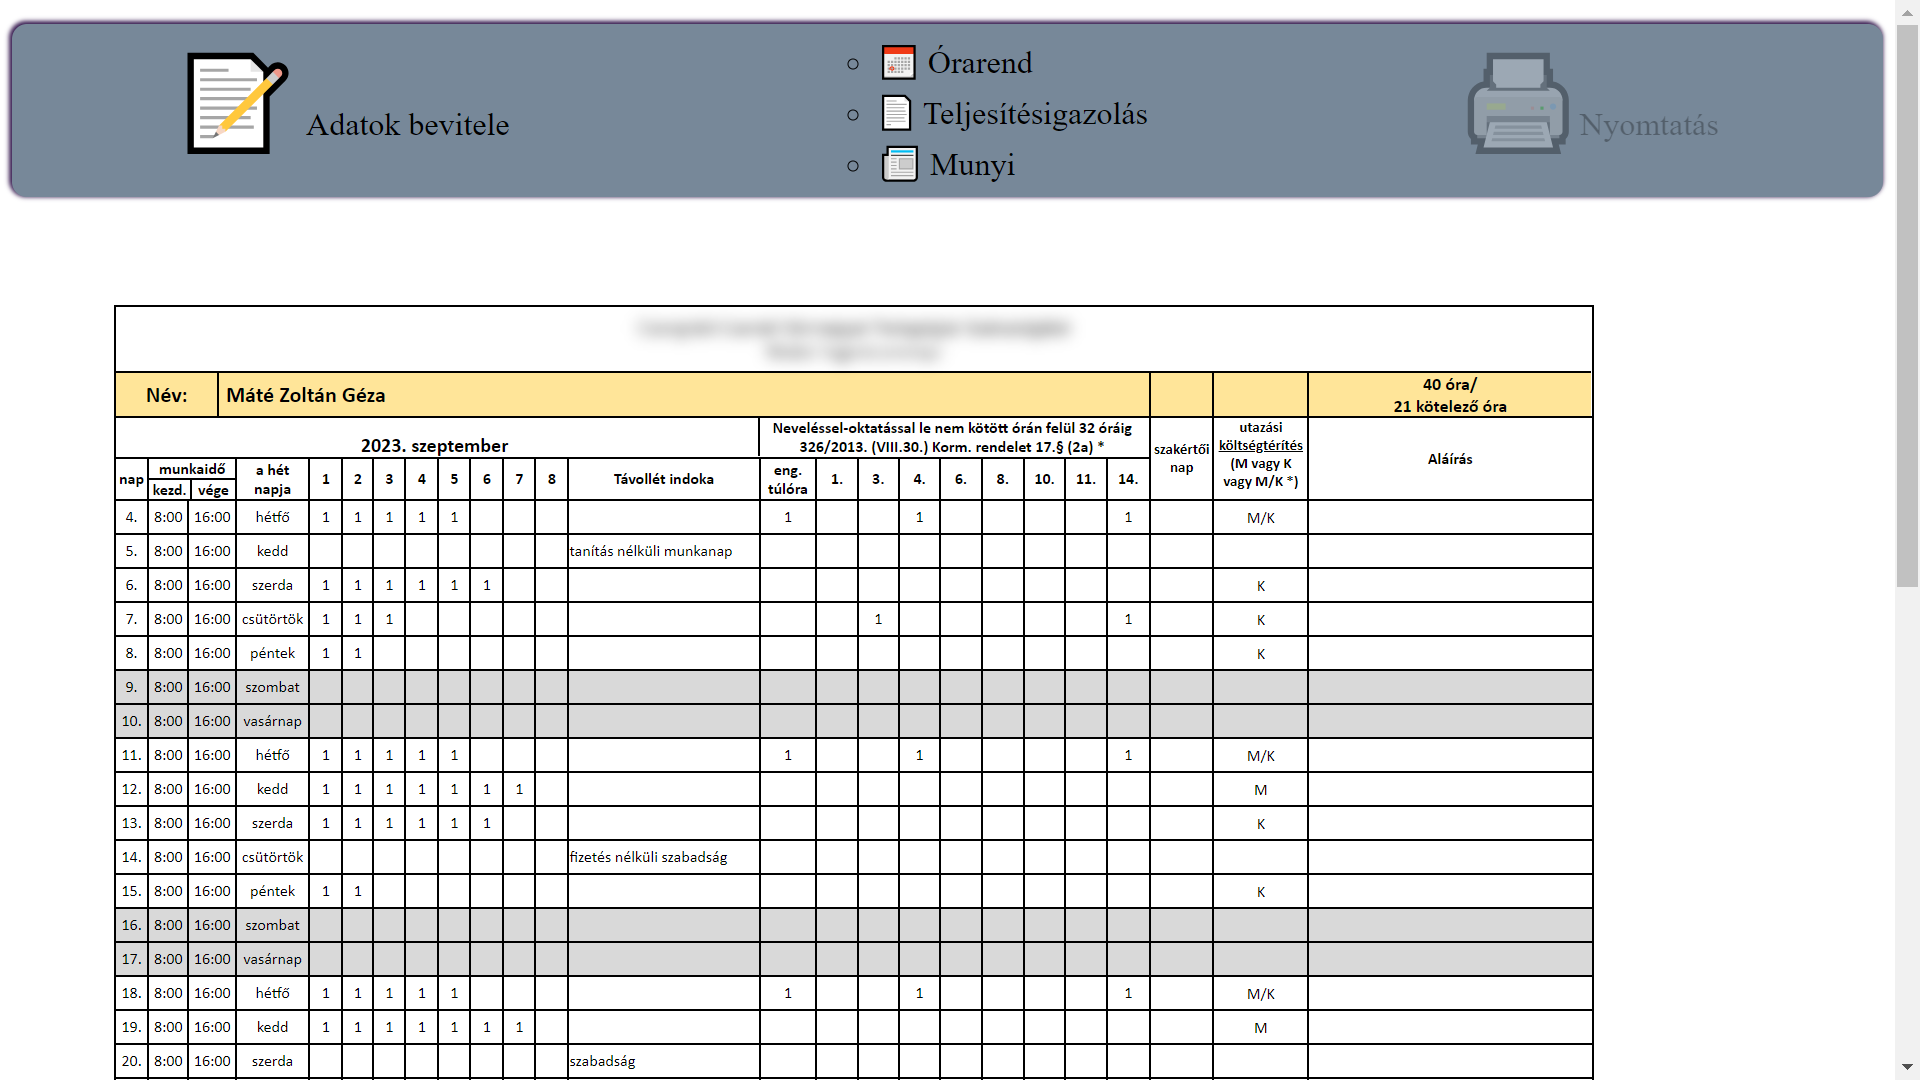 Adatok bevitele
Órarend
Teljesítésigazolás
Munyi
Nyomtatás
Név: Máté Zoltán Géza 40 óra/
21 kötelező óra
2023. szeptember
Neveléssel-oktatással le nem kötött órán felül 32 óráig
326/2013. (VIII.30.) Korm. rendelet 17.§ (2a) *
szakértői
nap
utazási
költségtérítés
(M vagy K
vagy M/K *)
Aláírás
nap munkaidő a hét
napja 1 2 3 4 5 6 7 8 Távollét indoka eng.
túlóra 1. 3. 4. 6. 8. 10. 11. 14.
kezd. vége
4. 8:00 16:00 hétfő 1 1 1 1 1 1 1 1 M/K
5. 8:00 16:00 kedd tanítás nélküli munkanap
6. 8:00 16:00 szerda 1 1 1 1 1 1 K
7. 8:00 16:00 csütörtök 1 1 1 1 1 K
8. 8:00 16:00 péntek 1 1 K
9. 8:00 16:00 szombat
10. 8:00 16:00 vasárnap
11. 8:00 16:00 hétfő 1 1 1 1 1 1 1 1 M/K
12. 8:00 16:00 kedd 1 1 1 1 1 1 1 M
13. 8:00 16:00 szerda 1 1 1 1 1 1 K
14. 8:00 16:00 csütörtök fizetés nélküli szabadság
15. 8:00 16:00 péntek 1 1 K
16. 8:00 16:00 szombat
17. 8:00 16:00 vasárnap
18. 8:00 16:00 hétfő 1 1 1 1 1 1 1 1 M/K
19. 8:00 16:00 kedd 1 1 1 1 1 1 1 M
20. 8:00 16:00 szerda szabadság